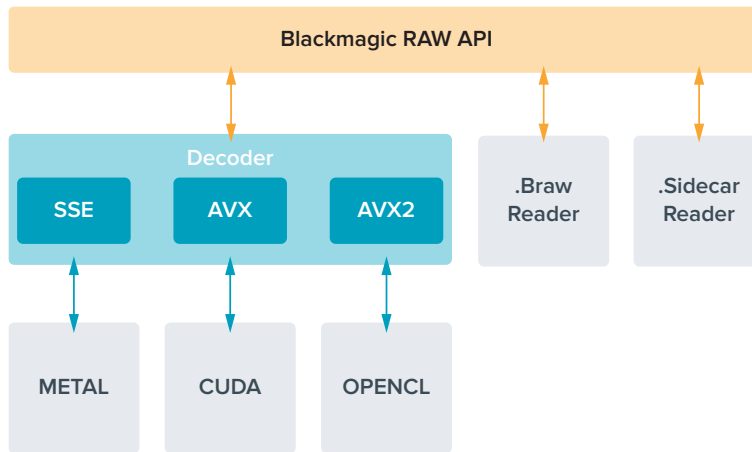 Blackmagic RAW API
Decoder
SSE
AVX
AVX2
.Braw
Reader
.Sidecar
Reader
METAL
CUDA
OPENCL